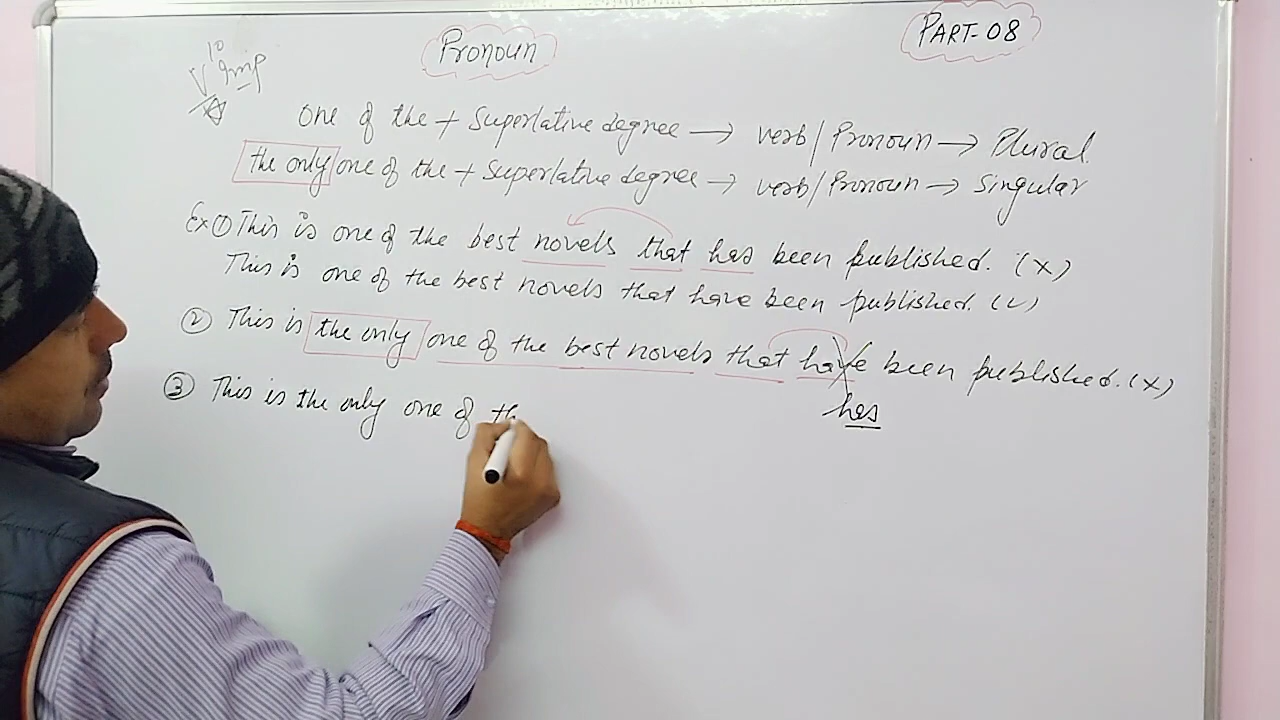 Pronoun
PART-08
V Imp
One of the + Superlative degree → verb/Pronoun → Plural.
the only one of the + Superlative degree → verb/Pronoun → Singular
Ex ① This is one of the best novels that has been published. (×)
This is one of the best novels that have been published. (✓)
② This is the only one of the best novels that have been published. (×)
has
③ This is the only one of th